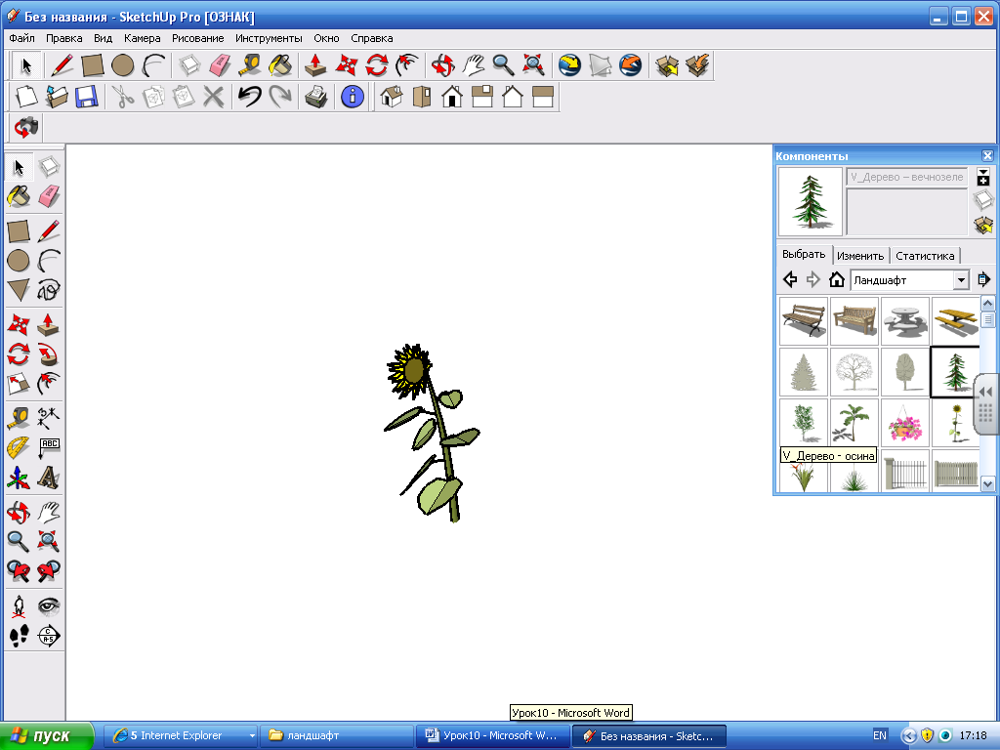 Без названия - SketchUp Pro [ОЗНАК]
Файл Правка Вид Камера Рисование Инструменты Окно Справка
Компоненты
V_Дерево – вечнозеле
Выбрать Изменить Статистика
Ландшафт
V_Дерево - осина
ABC
A
C
A-5
Урок10 - Microsoft Word
пуск
5 Internet Explorer
ландшафт
Урок10 - Microsoft W...
Без названия - Sketc...
EN
17:18